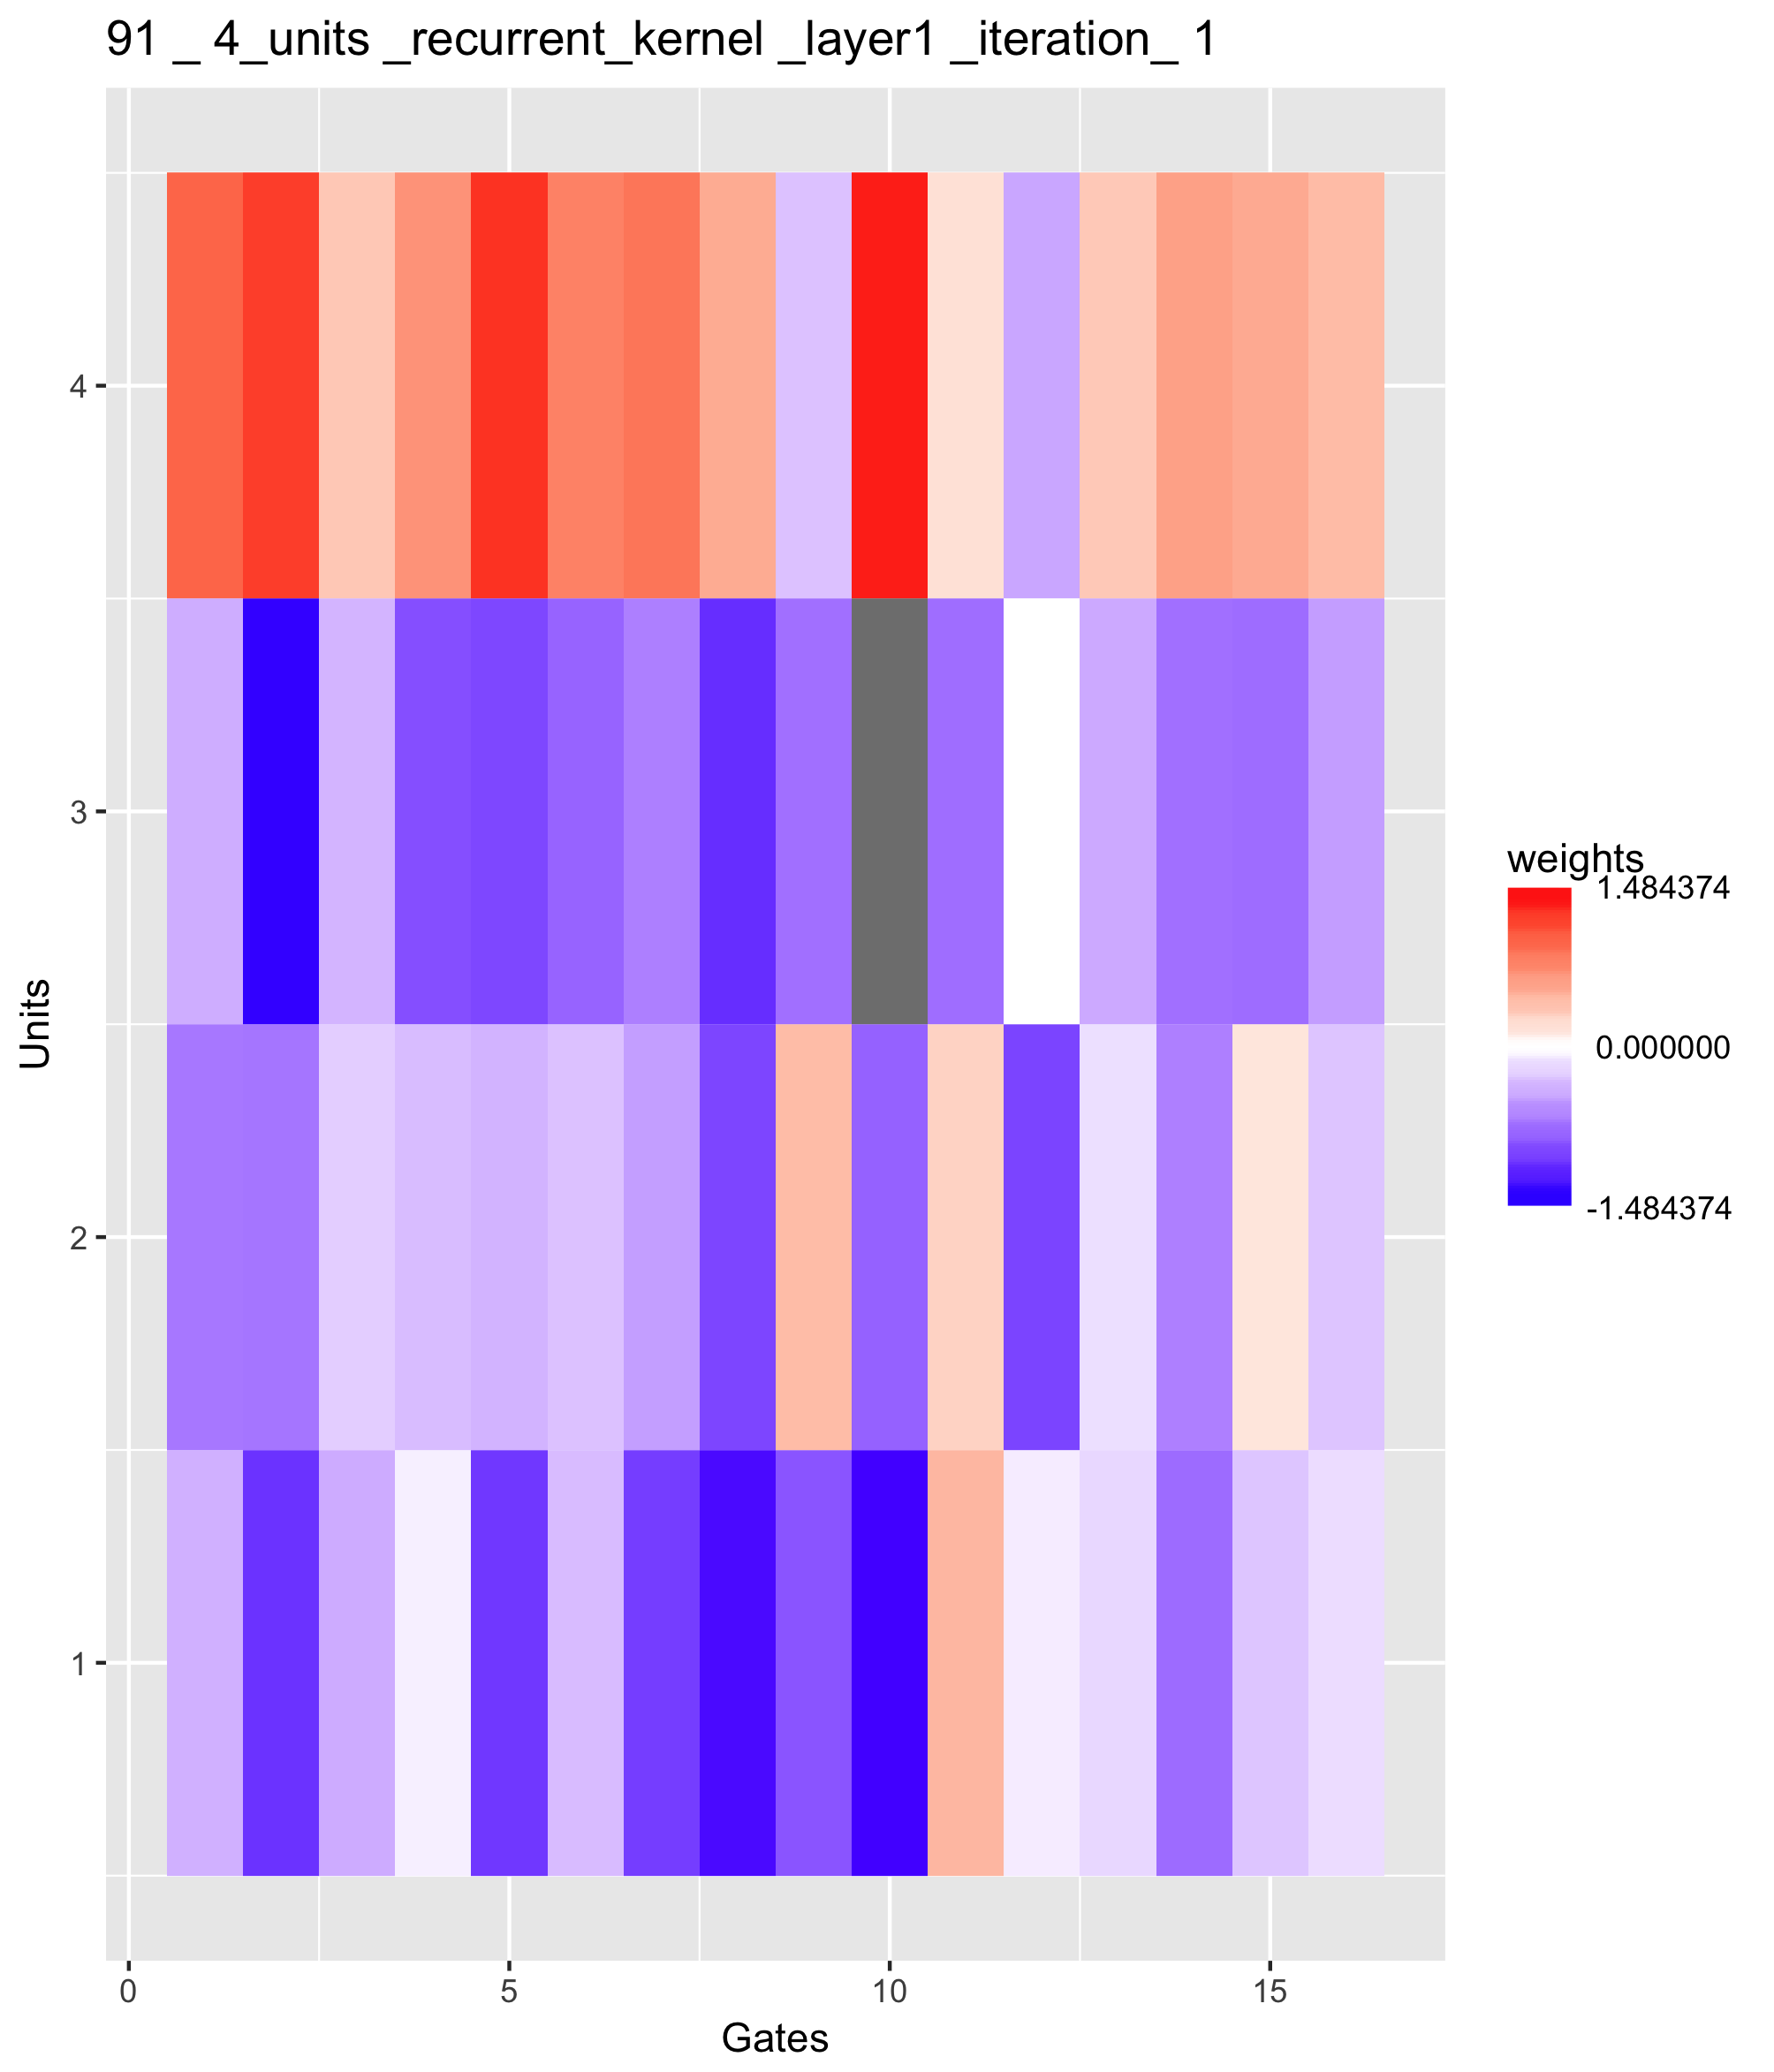 91 _ 4_units _recurrent_kernel _layer1 _iteration_ 1
4
3
2
1
Units
0
5
10
15
Gates
weights
1.484374
0.000000
-1.484374